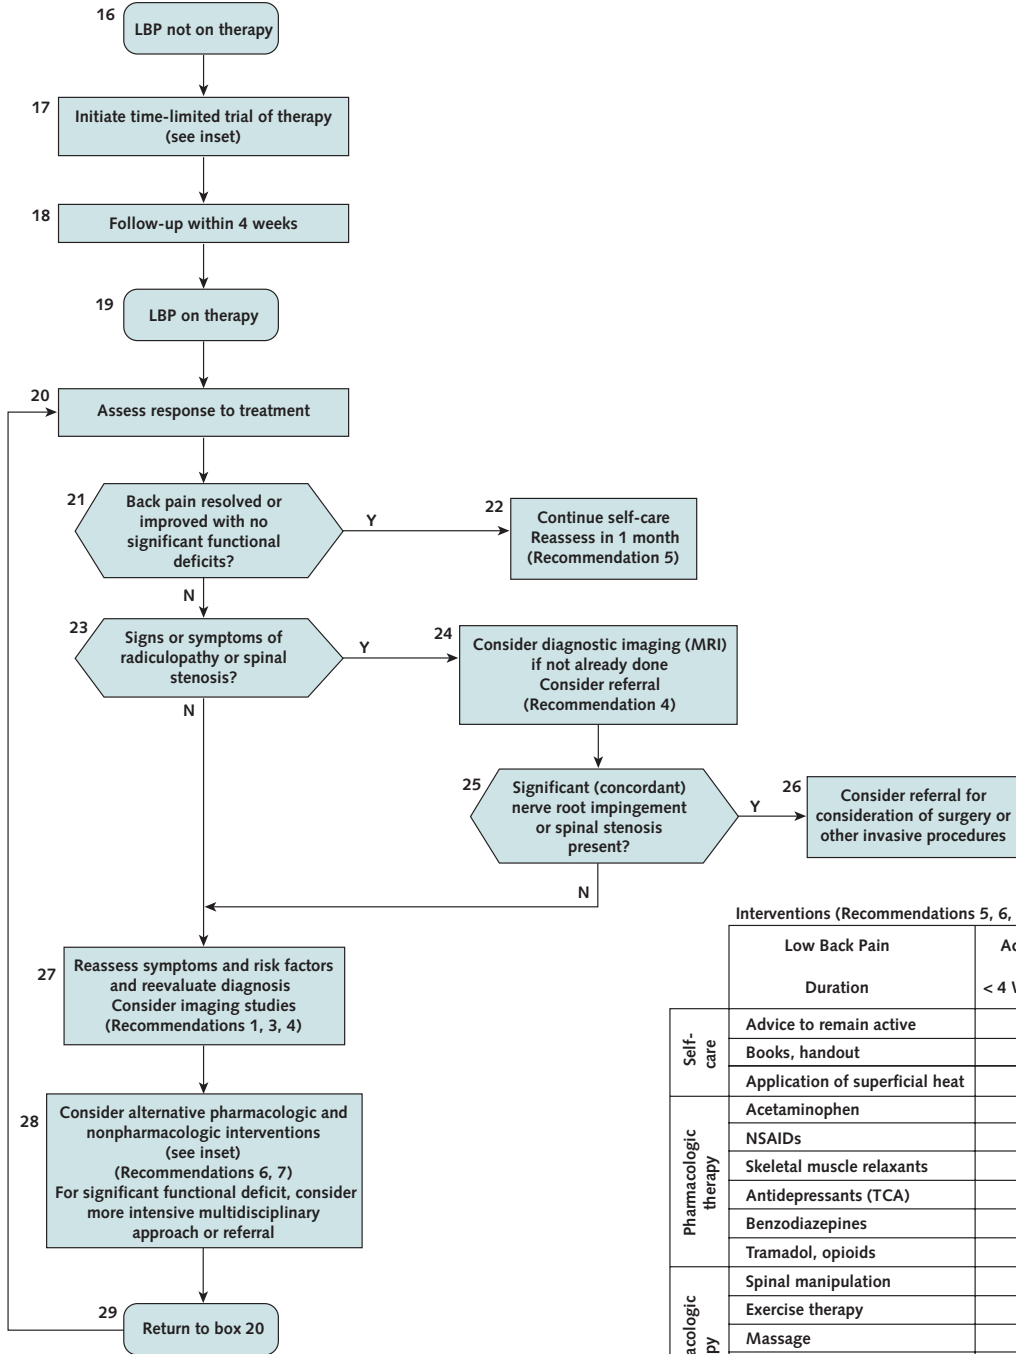 16
LBP not on therapy
17
Initiate time-limited trial of therapy
(see inset)
18
Follow-up within 4 weeks
19
LBP on therapy
20
Assess response to treatment
21
Back pain resolved or
improved with no
significant functional
deficits?
Y
22
Continue self-care
Reassess in 1 month
(Recommendation 5)
N
23
Signs or symptoms of
radiculopathy or spinal
stenosis?
Y
24
Consider diagnostic imaging (MRI)
if not already done
Consider referral
(Recommendation 4)
N
25
Significant (concordant)
nerve root impingement
or spinal stenosis
present?
Y
26
Consider referral for
consideration of surgery or
other invasive procedures
N
27
Reassess symptoms and risk factors
and reevaluate diagnosis
Consider imaging studies
(Recommendations 1, 3, 4)
28
Consider alternative pharmacologic and
nonpharmacologic interventions
(see inset)
(Recommendations 6, 7)
For significant functional deficit, consider
more intensive multidisciplinary
approach or referral
29
Return to box 20
Interventions (Recommendations 5, 6,
Low Back Pain
Duration
< 4
Self-
care
Advice to remain active
Books, handout
Application of superficial heat
Pharmacologic
therapy
Acetaminophen
NSAIDs
Skeletal muscle relaxants
Antidepressants (TCA)
Benzodiazepines
Tramadol, opioids
Spinal manipulation
Exercise therapy
Massage